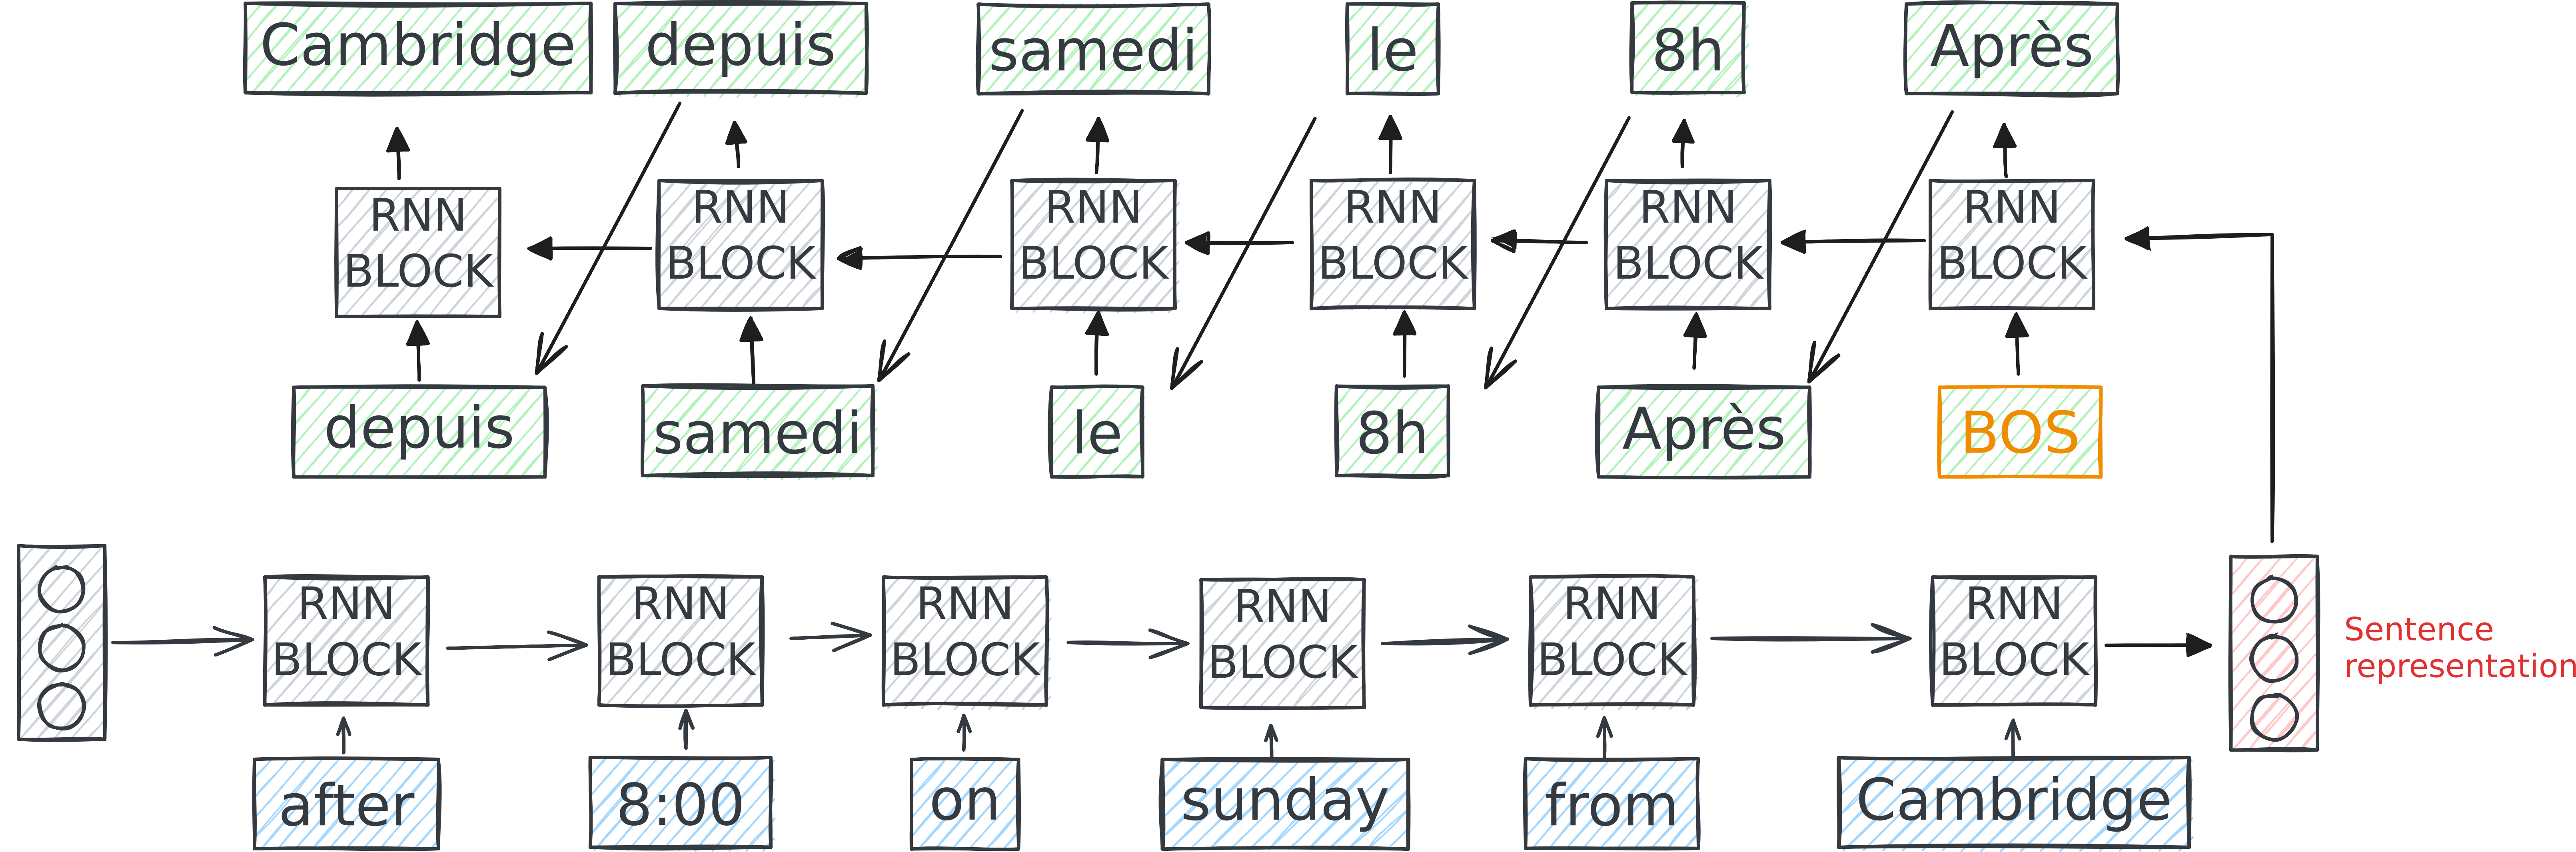 Cambridge depuis samedi le 8h Après
RNN RNN RNN RNN RNN RNN
BLOCK BLOCK BLOCK BLOCK BLOCK BLOCK
depuis samedi le 8h Après BOS
RNN RNN RNN RNN RNN RNN
BLOCK BLOCK BLOCK BLOCK BLOCK BLOCK
Sentence
representation
after 8:00 on sunday from Cambridge